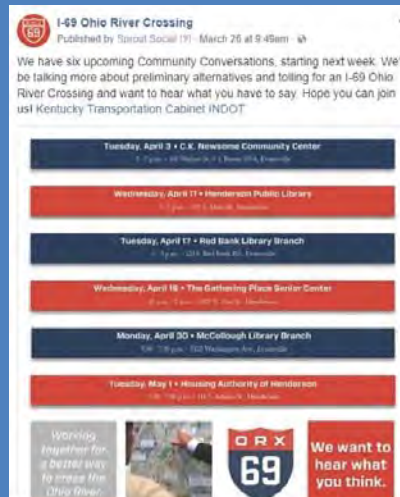 I-69 Ohio River Crossing
Published by Sprout Social [?] · March 26 at 9:49am ·
We have six upcoming Community Conversations, starting next week. We'
be talking more about preliminary alternatives and tolling for an I-69 Ohio
River Crossing and want to hear what you have to say. Hope you can join
us! Kentucky Transportation Cabinet INDOT
Tuesday, April 3 • C.K. Newsome Community Center
Wednesday, April 11 • Henderson Public Library
Tuesday, April 17 • Red Bank Library Branch
Wednesday, April 18 • The Gathering Place Senior Center
Monday, April 30 • McCollough Library Branch
Tuesday, May 1 • Housing Authority of Henderson
Working
together for
a better way
to cross the
Ohio River.
ORX
69
We want to
hear what
you think.